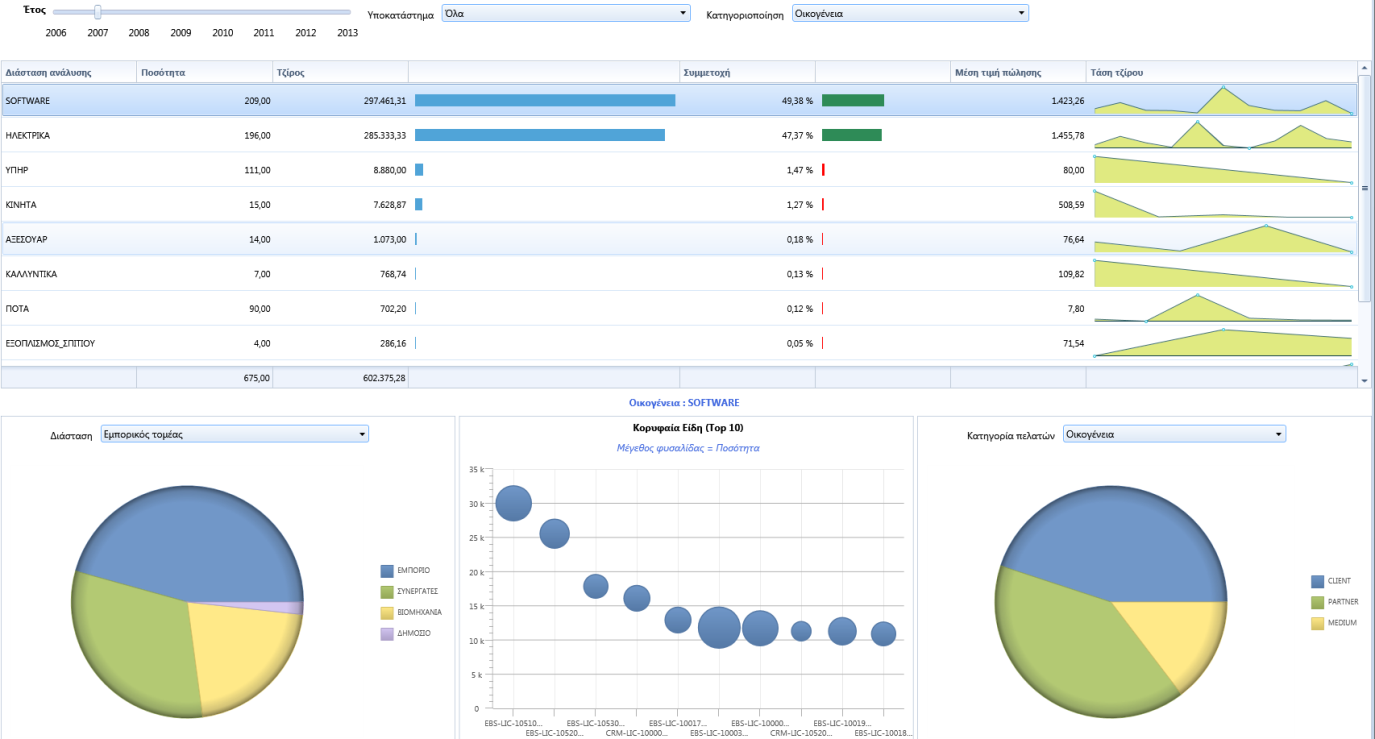 Έτος
Υποκατάστημα Όλα Κατηγοριοποίηση Οικογένεια
2006 2007 2008 2009 2010 2011 2012 2013
Διάσταση ανάλυσης Ποσότητα Τζίρος Συμμετοχή Μέση τιμή πώλησης Τάση τζίρου
SOFTWARE 209,00 297.461,31 49,38 % 1.423,26
ΗΛΕΚΤΡΙΚΑ 196,00 285.333,33 47,37 % 1.455,78
ΥΠΗΡ 111,00 8.880,00 1,47 % 80,00
ΚΙΝΗΤΑ 15,00 7.628,87 1,27 % 508,59
ΑΞΕΣΟΥΑΡ 14,00 1.073,00 0,18 % 76,64
ΚΑΛΛΥΝΤΙΚΑ 7,00 768,74 0,13 % 109,82
ΠΟΤΑ 90,00 702,20 0,12 % 7,80
ΕΞΟΠΛΙΣΜΟΣ_ΣΠΙΤΙΟΥ 4,00 286,16 0,05 % 71,54
675,00 602.375,28
Οικογένεια : SOFTWARE
Διάσταση Εμπορικός τομέας
ΕΜΠΟΡΙΟ
ΣΥΝΕΡΓΑΤΕΣ
ΒΙΟΜΗΧΑΝΙΑ
ΔΗΜΟΣΙΟ
Κορυφαία Είδη (Top 10)
Μέγεθος φυσαλίδας = Ποσότητα
35 k
30 k
25 k
20 k
15 k
10 k
5 k
0
EBS-LIC-10510... EBS-LIC-10530... EBS-LIC-10017... EBS-LIC-10000... EBS-LIC-10019...
EBS-LIC-10520... CRM-LIC-10000... EBS-LIC-10003... CRM-LIC-10520... EBS-LIC-10018...
Κατηγορία πελατών Οικογένεια
CLIENT
PARTNER
MEDIUM